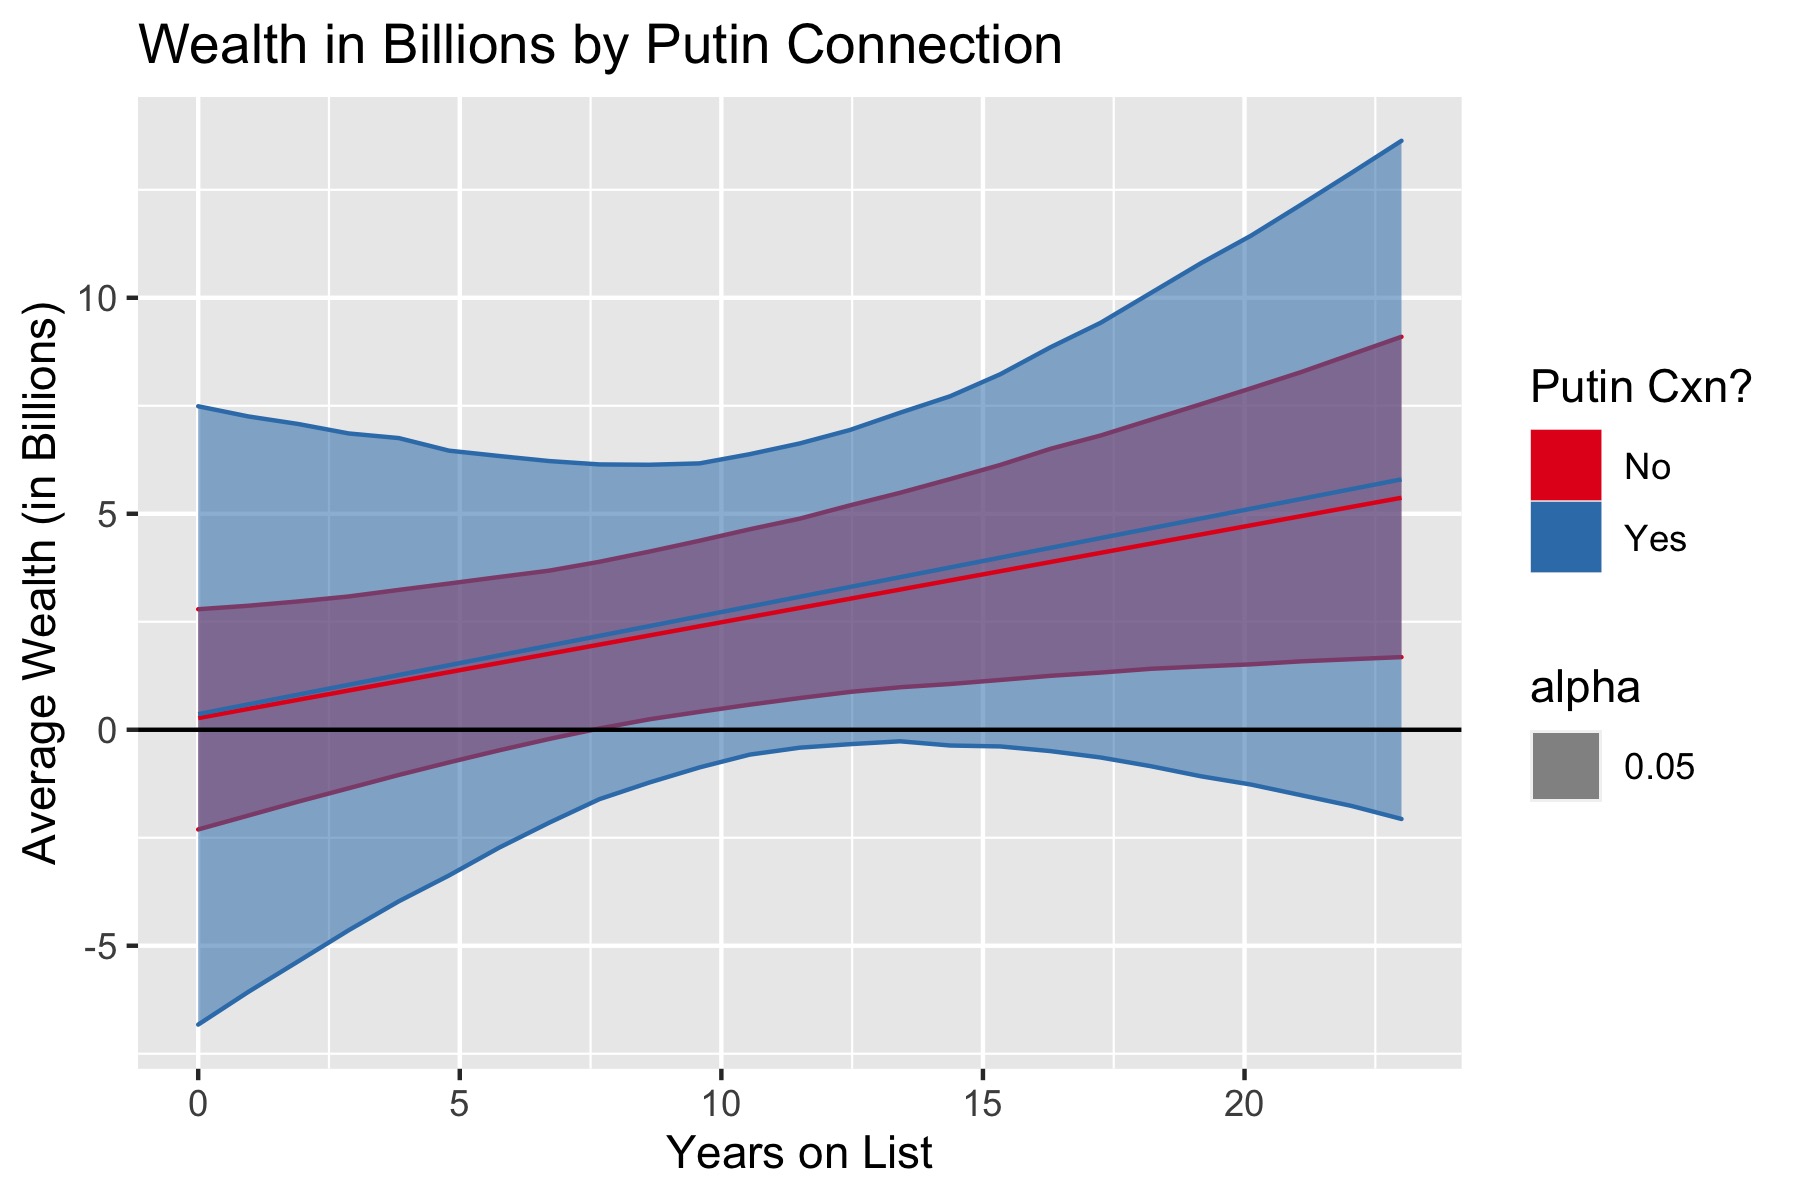 Wealth in Billions by Putin Connection
Average Wealth (in Billions)
10
5
0
-5
0 5 10 15 20
Years on List
Putin Cxn?
No
Yes
alpha
0.05